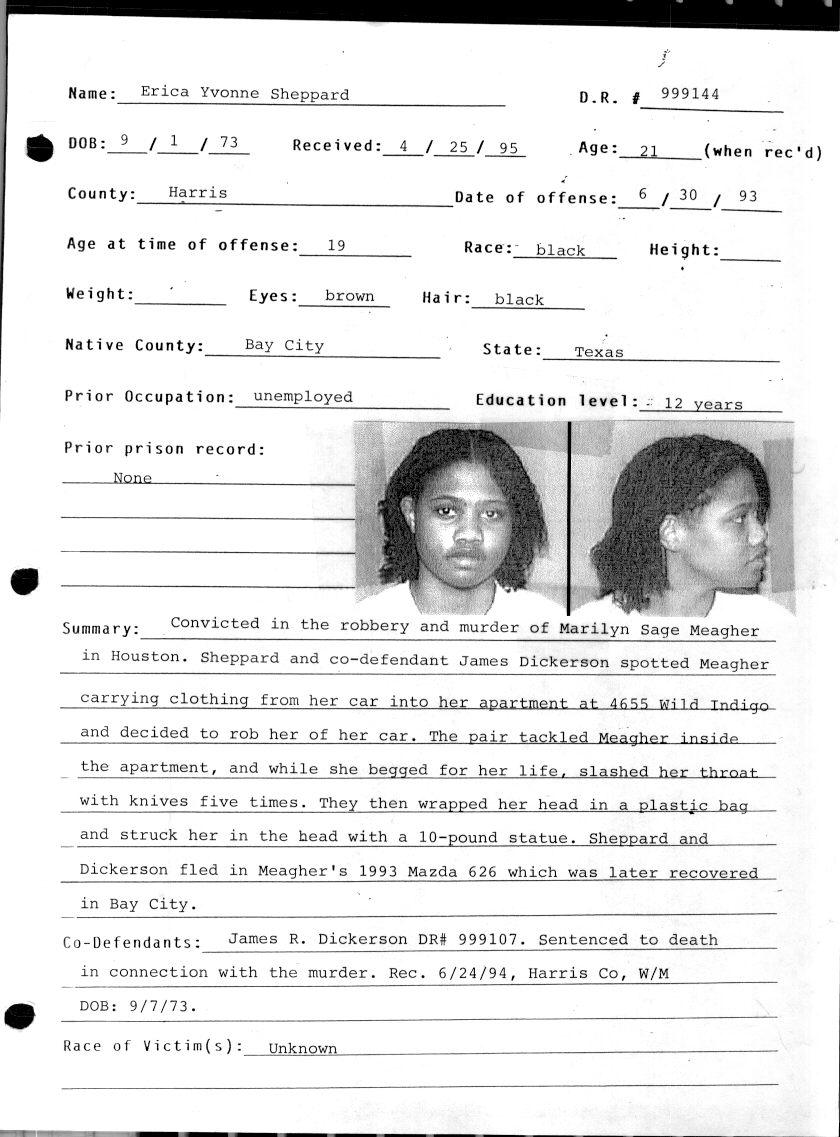 Name: Erica Yvonne Sheppard D.R. # 999144
DOB: 9 / 1 / 73 Received: 4 / 25 / 95 Age: 21 (when rec'd)
County: Harris Date of offense: 6 / 30 / 93
Age at time of offense: 19 Race: black Height:
Weight: Eyes: brown Hair: black
Native County: Bay City State: Texas
Prior Occupation: unemployed Education level: 12 years
Prior prison record:
None
Summary: Convicted in the robbery and murder of Marilyn Sage Meagher
in Houston. Sheppard and co-defendant James Dickerson spotted Meagher
carrying clothing from her car into her apartment at 4655 Wild Indigo
and decided to rob her of her car. The pair tackled Meagher inside
the apartment, and while she begged for her life, slashed her throat
with knives five times. They then wrapped her head in a plastic bag
and struck her in the head with a 10-pound statue. Sheppard and
Dickerson fled in Meagher's 1993 Mazda 626 which was later recovered
in Bay City.
Co-Defendants: James R. Dickerson DR# 999107. Sentenced to death
in connection with the murder. Rec. 6/24/94, Harris Co, W/M
DOB: 9/7/73.
Race of Victim(s): Unknown